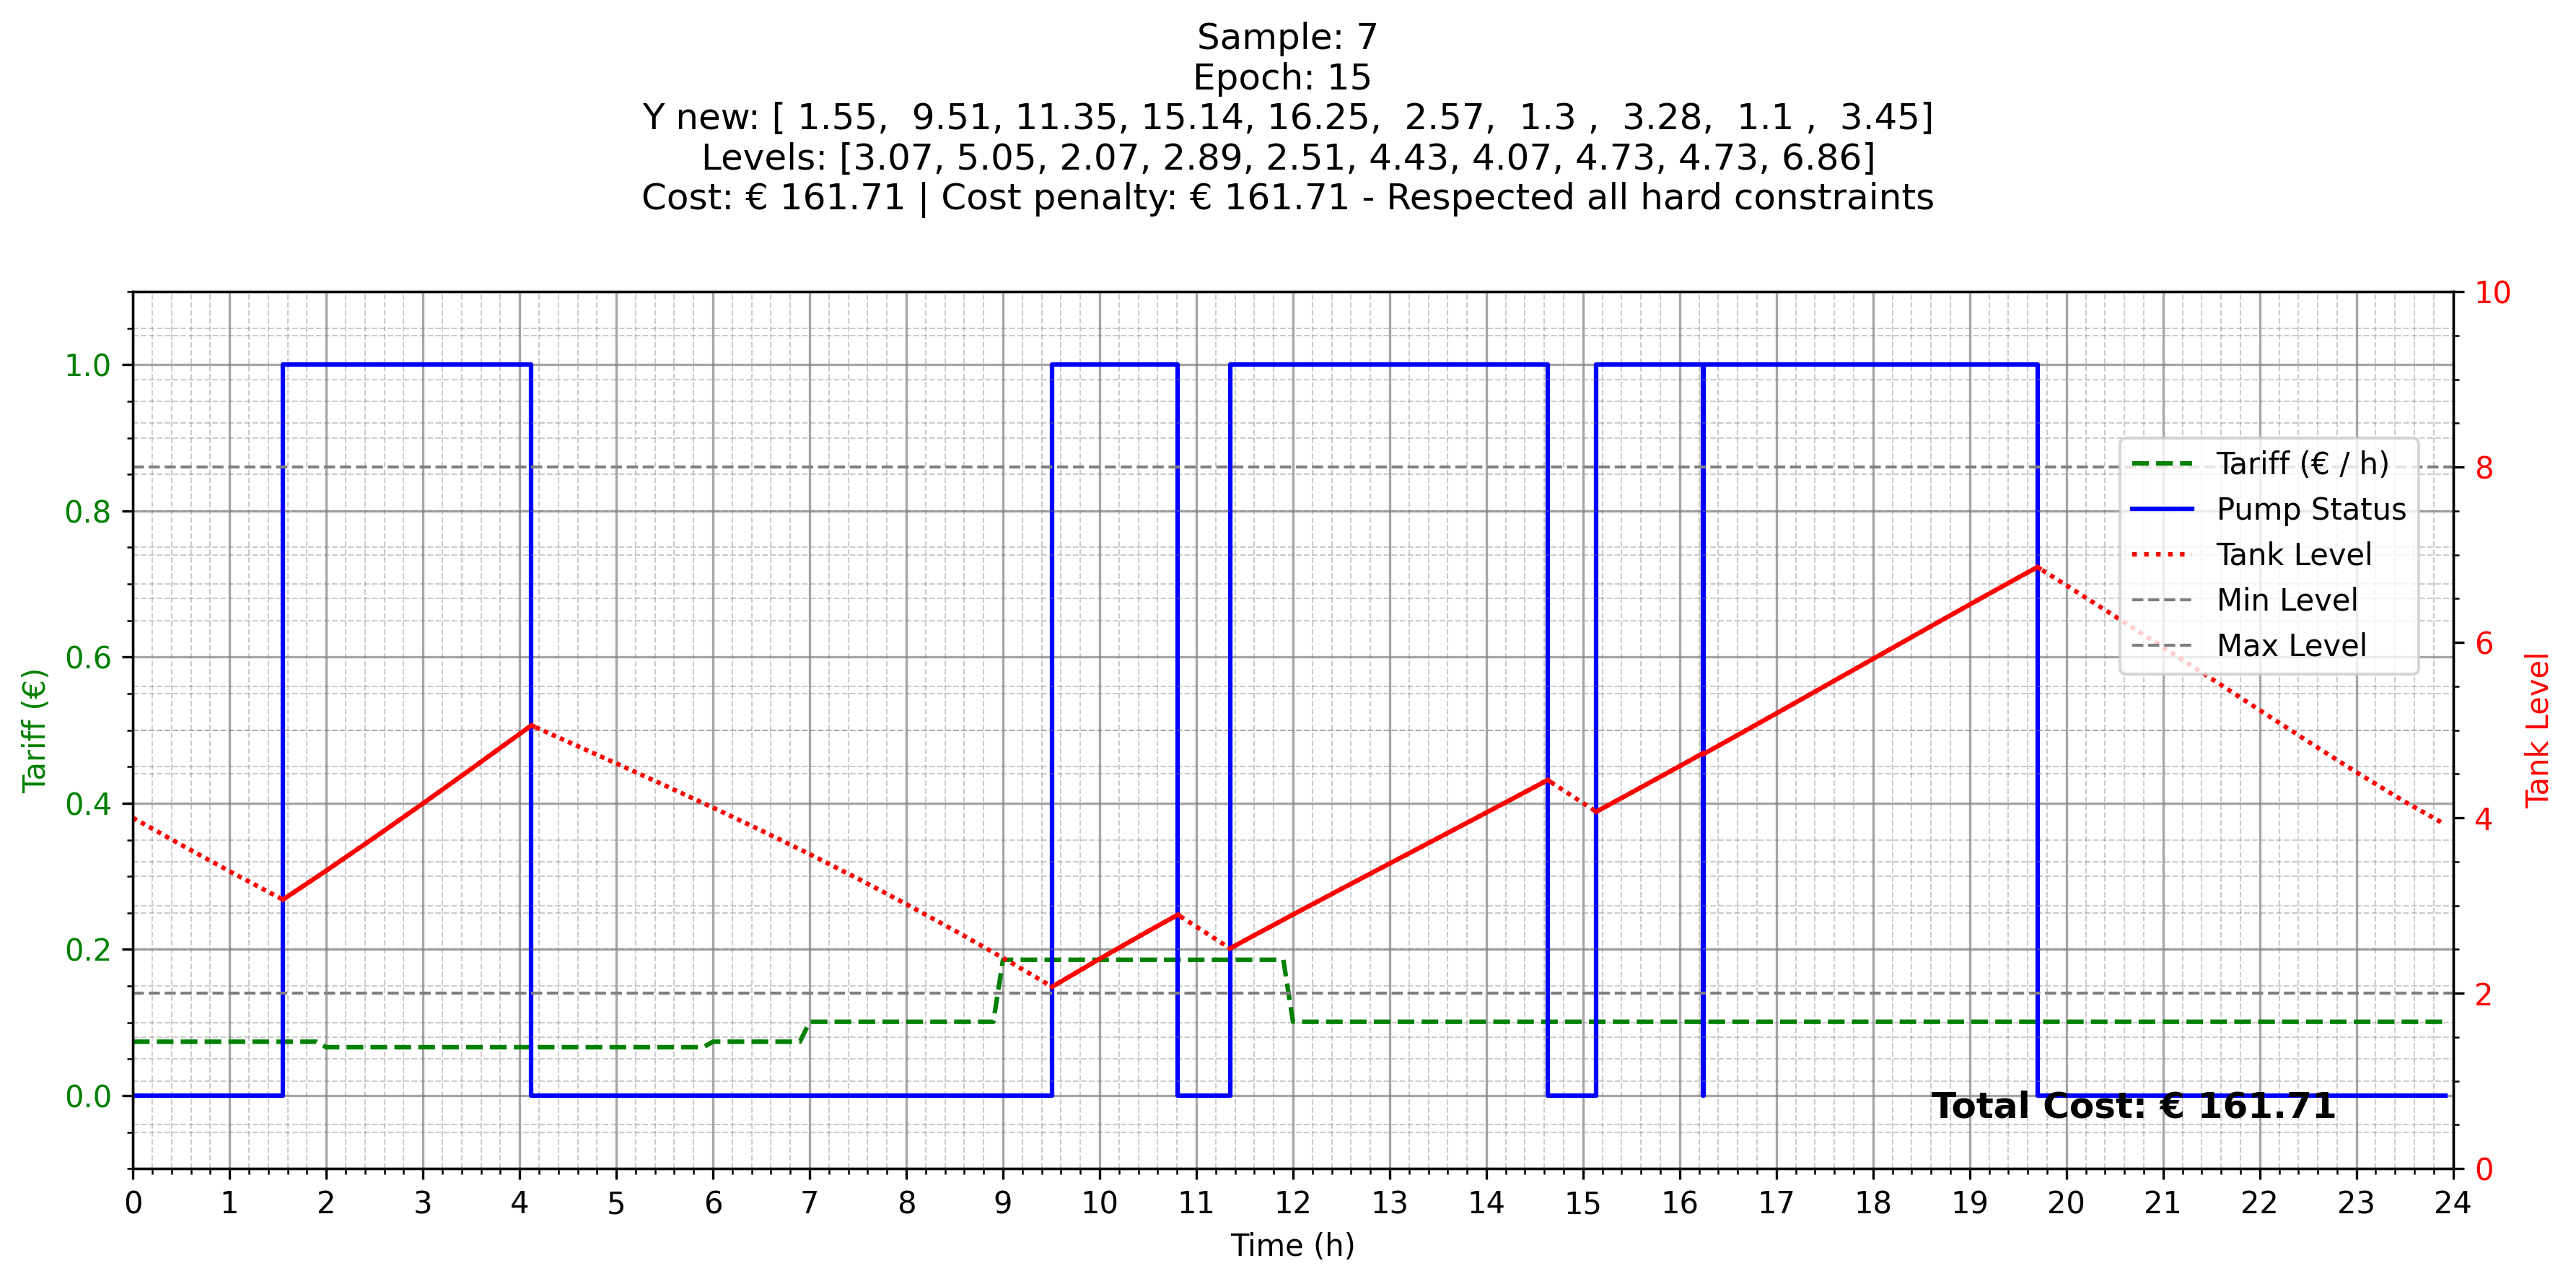 Sample: 7
Epoch: 15
Y new: [ 1.55,  9.51, 11.35, 15.14, 16.25,  2.57,  1.3 ,  3.28,  1.1 ,  3.45]
Levels: [3.07, 5.05, 2.07, 2.89, 2.51, 4.43, 4.07, 4.73, 4.73, 6.86]
Cost: € 161.71 | Cost penalty: € 161.71 - Respected all hard constraints
Tariff (€)
1.0
0.8
0.6
0.4
0.2
0.0
10
8
6
4
2
0
Tank Level
Tariff (€ / h)
Pump Status
Tank Level
Min Level
Max Level
Total Cost: € 161.71
0 1 2 3 4 5 6 7 8 9 10 11 12 13 14 15 16 17 18 19 20 21 22 23 24
Time (h)